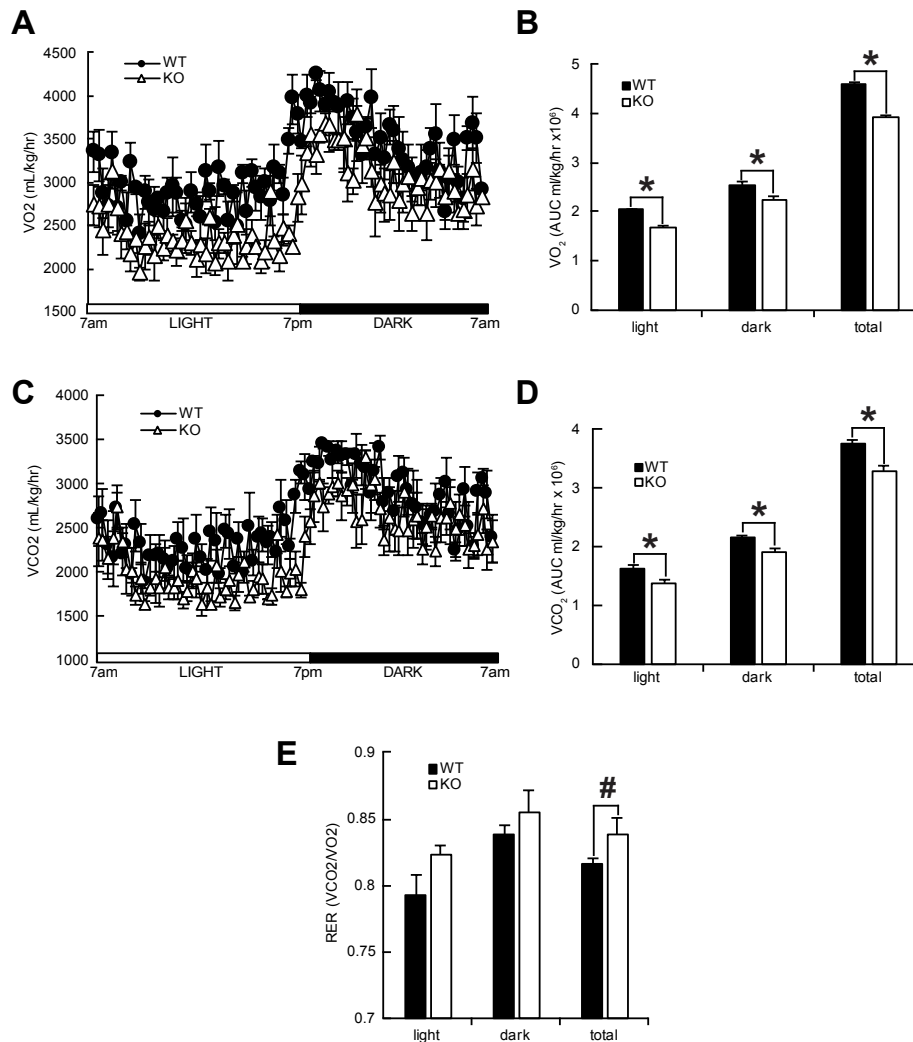 A
VO2 (mL/kg/hr)
4500
4000
3500
3000
2500
2000
1500
WT
KO
7am
LIGHT
7pm
DARK
7am
B
VO2 (AUC ml/kg/hr x10⁶)
5
4
3
2
1
0
WT
KO
*
*
*
light
dark
total
C
VCO2 (mL/kg/hr)
4000
3500
3000
2500
2000
1500
1000
WT
KO
7am
LIGHT
7pm
DARK
7am
D
VCO₂ (AUC ml/kg/hr x 10⁶)
4
3
2
1
0
WT
KO
*
*
*
light
dark
total
E
RER (VCO2/VO2)
0.9
0.85
0.8
0.75
0.7
WT
KO
#
light
dark
total